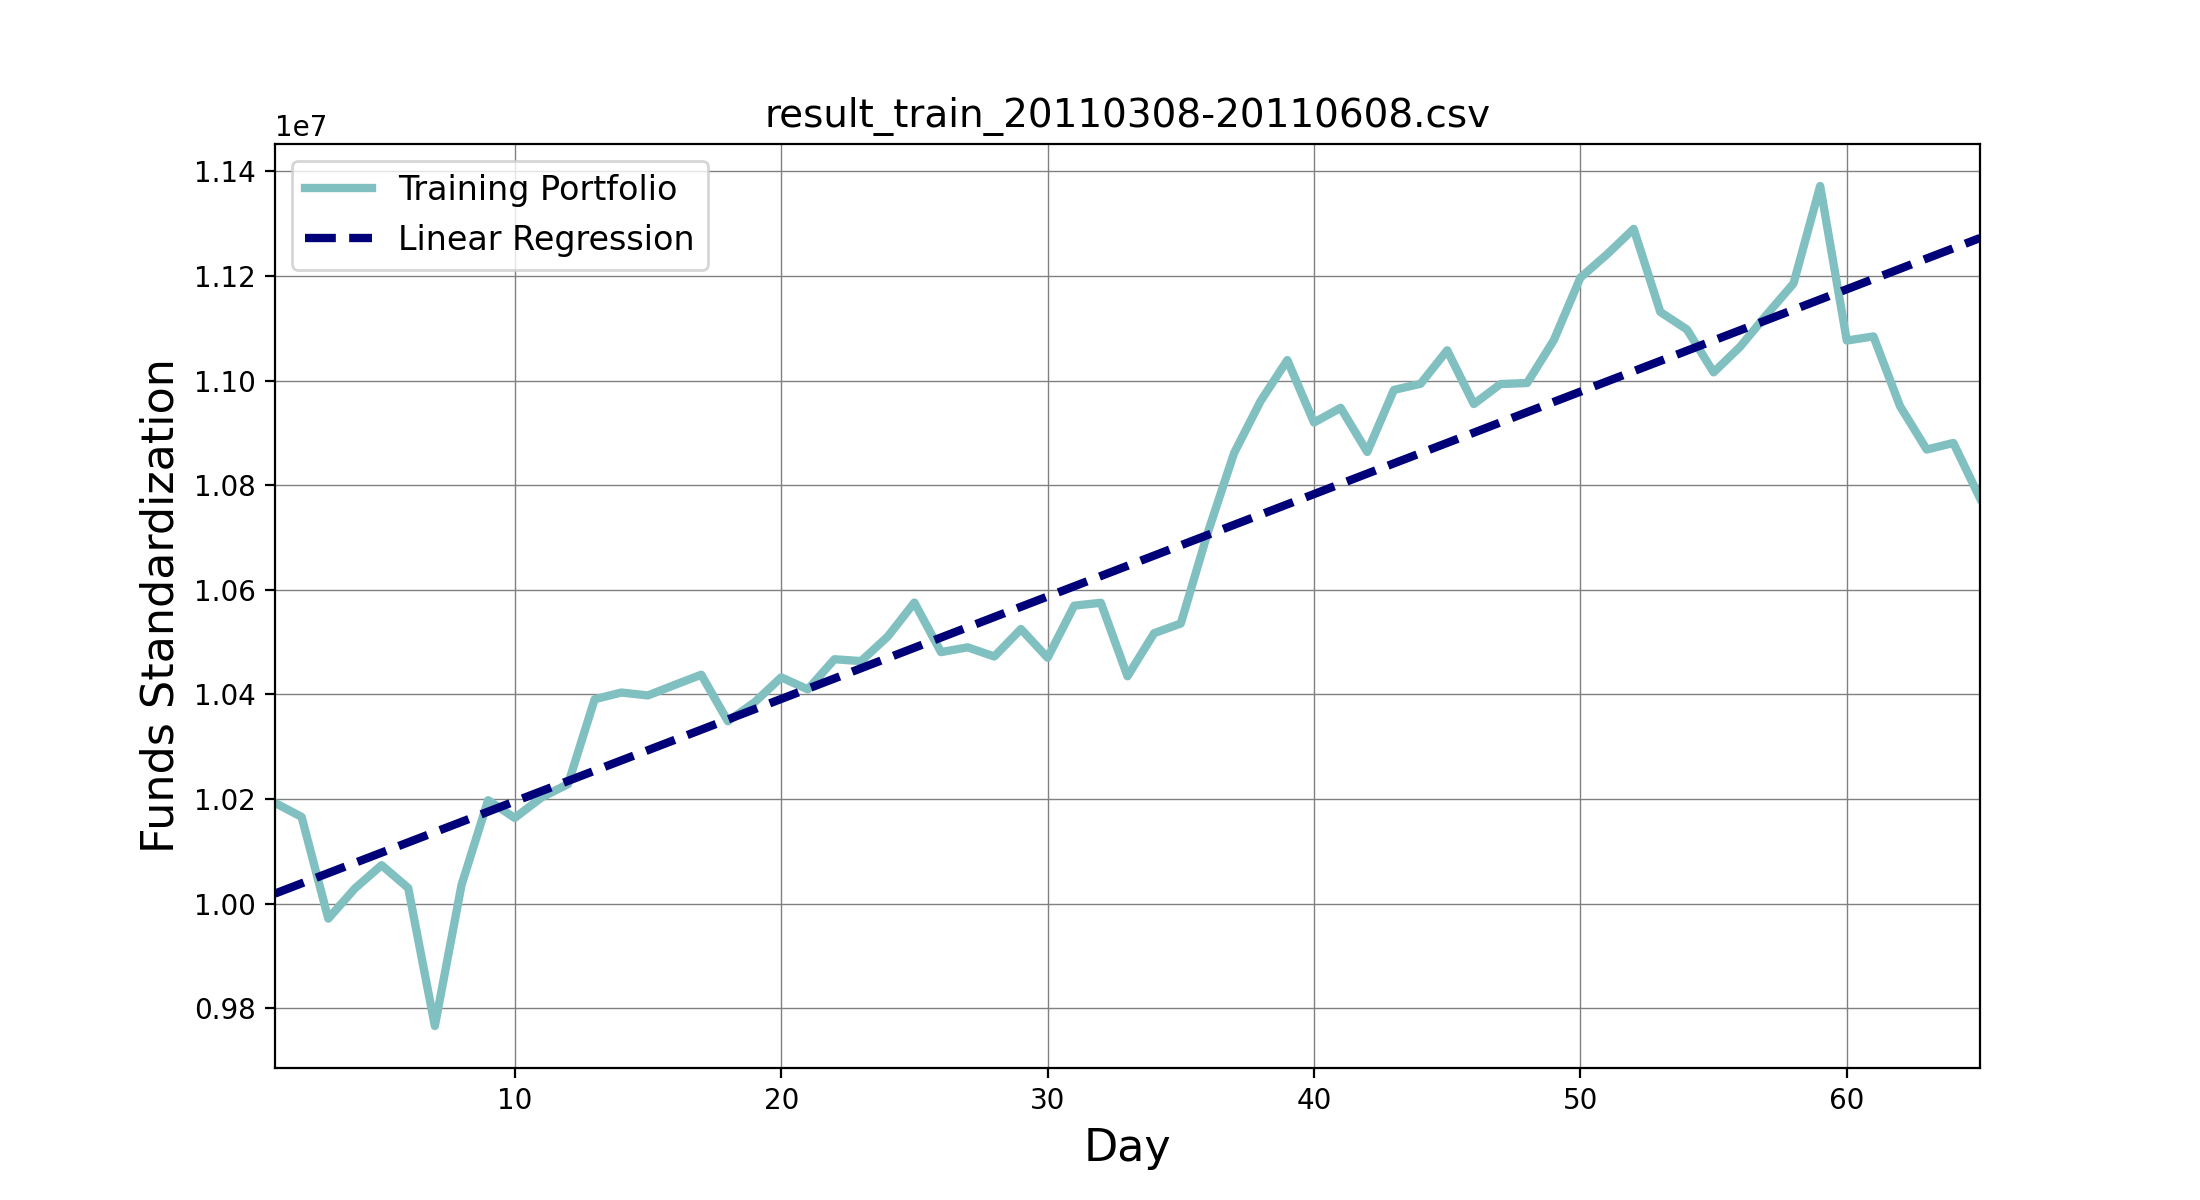 result_train_20110308-20110608.csv
1e7
Training Portfolio
Linear Regression
1.14
1.12
1.10
1.08
1.06
1.04
1.02
1.00
0.98
Funds Standardization
10 20 30 40 50 60
Day